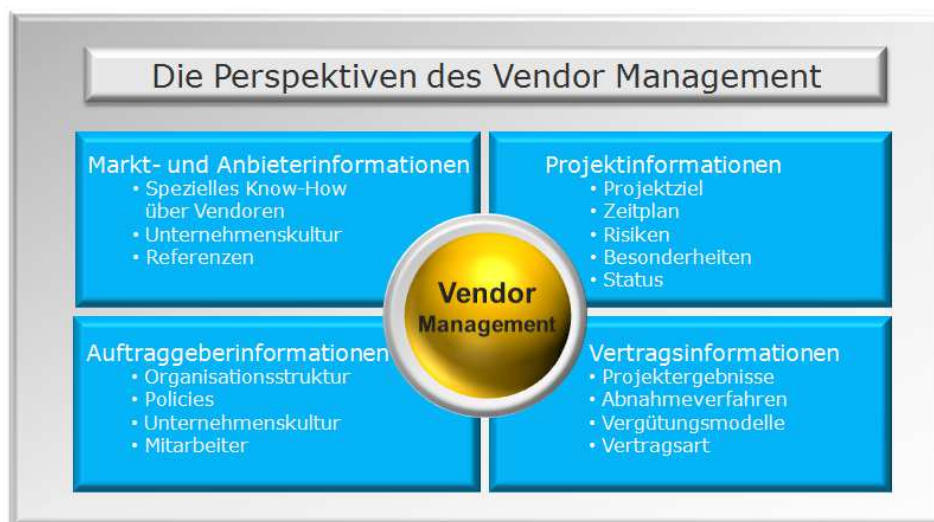 Die Perspektiven des Vendor Management
Markt- und Anbieterinformationen
• Spezielles Know-How
über Vendoren
• Unternehmenskultur
• Referenzen
Projektinformationen
• Projektziel
• Zeitplan
• Risiken
• Besonderheiten
• Status
Vendor
Management
Auftraggeberinformationen
• Organisationsstruktur
• Policies
• Unternehmenskultur
• Mitarbeiter
Vertragsinformationen
• Projektergebnisse
• Abnahmeverfahren
• Vergütungsmodelle
• Vertragsart